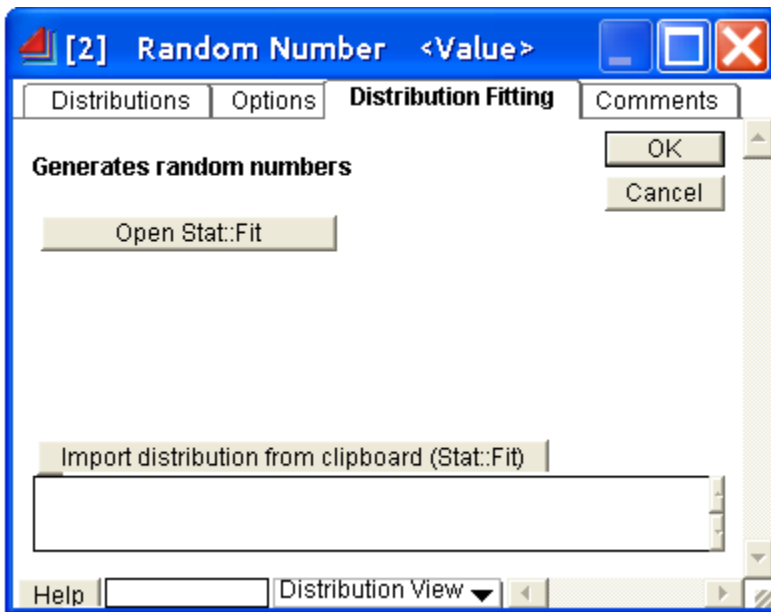 [2] Random Number <Value>
Distributions Options Distribution Fitting Comments
OK
Generates random numbers
Cancel
Open Stat::Fit
Import distribution from clipboard (Stat::Fit)
Help Distribution View